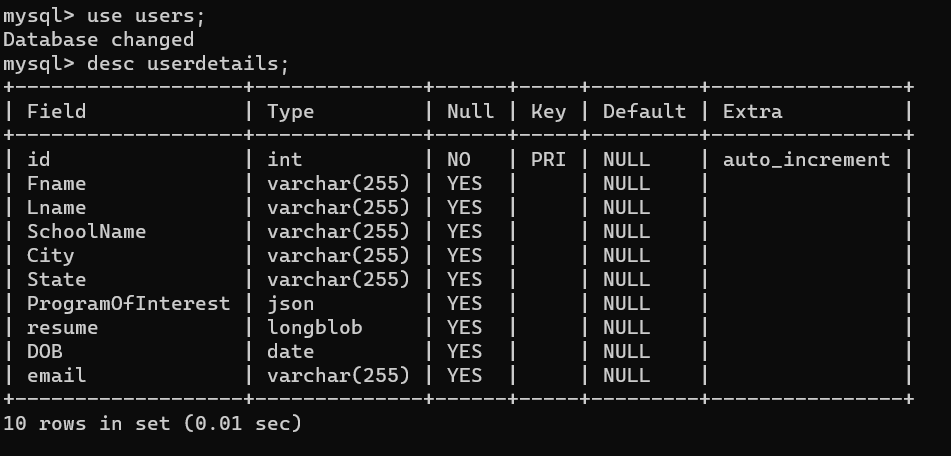 mysql> use users;
Database changed
mysql> desc userdetails;
+-------------------+--------------+------+-----+---------+----------------+
| Field             | Type         | Null | Key | Default | Extra          |
+-------------------+--------------+------+-----+---------+----------------+
| id                | int          | NO   | PRI | NULL    | auto_increment |
| Fname             | varchar(255) | YES  |     | NULL    |                |
| Lname             | varchar(255) | YES  |     | NULL    |                |
| SchoolName        | varchar(255) | YES  |     | NULL    |                |
| City              | varchar(255) | YES  |     | NULL    |                |
| State             | varchar(255) | YES  |     | NULL    |                |
| ProgramOfInterest | json         | YES  |     | NULL    |                |
| resume            | longblob     | YES  |     | NULL    |                |
| DOB               | date         | YES  |     | NULL    |                |
| email             | varchar(255) | YES  |     | NULL    |                |
+-------------------+--------------+------+-----+---------+----------------+
10 rows in set (0.01 sec)